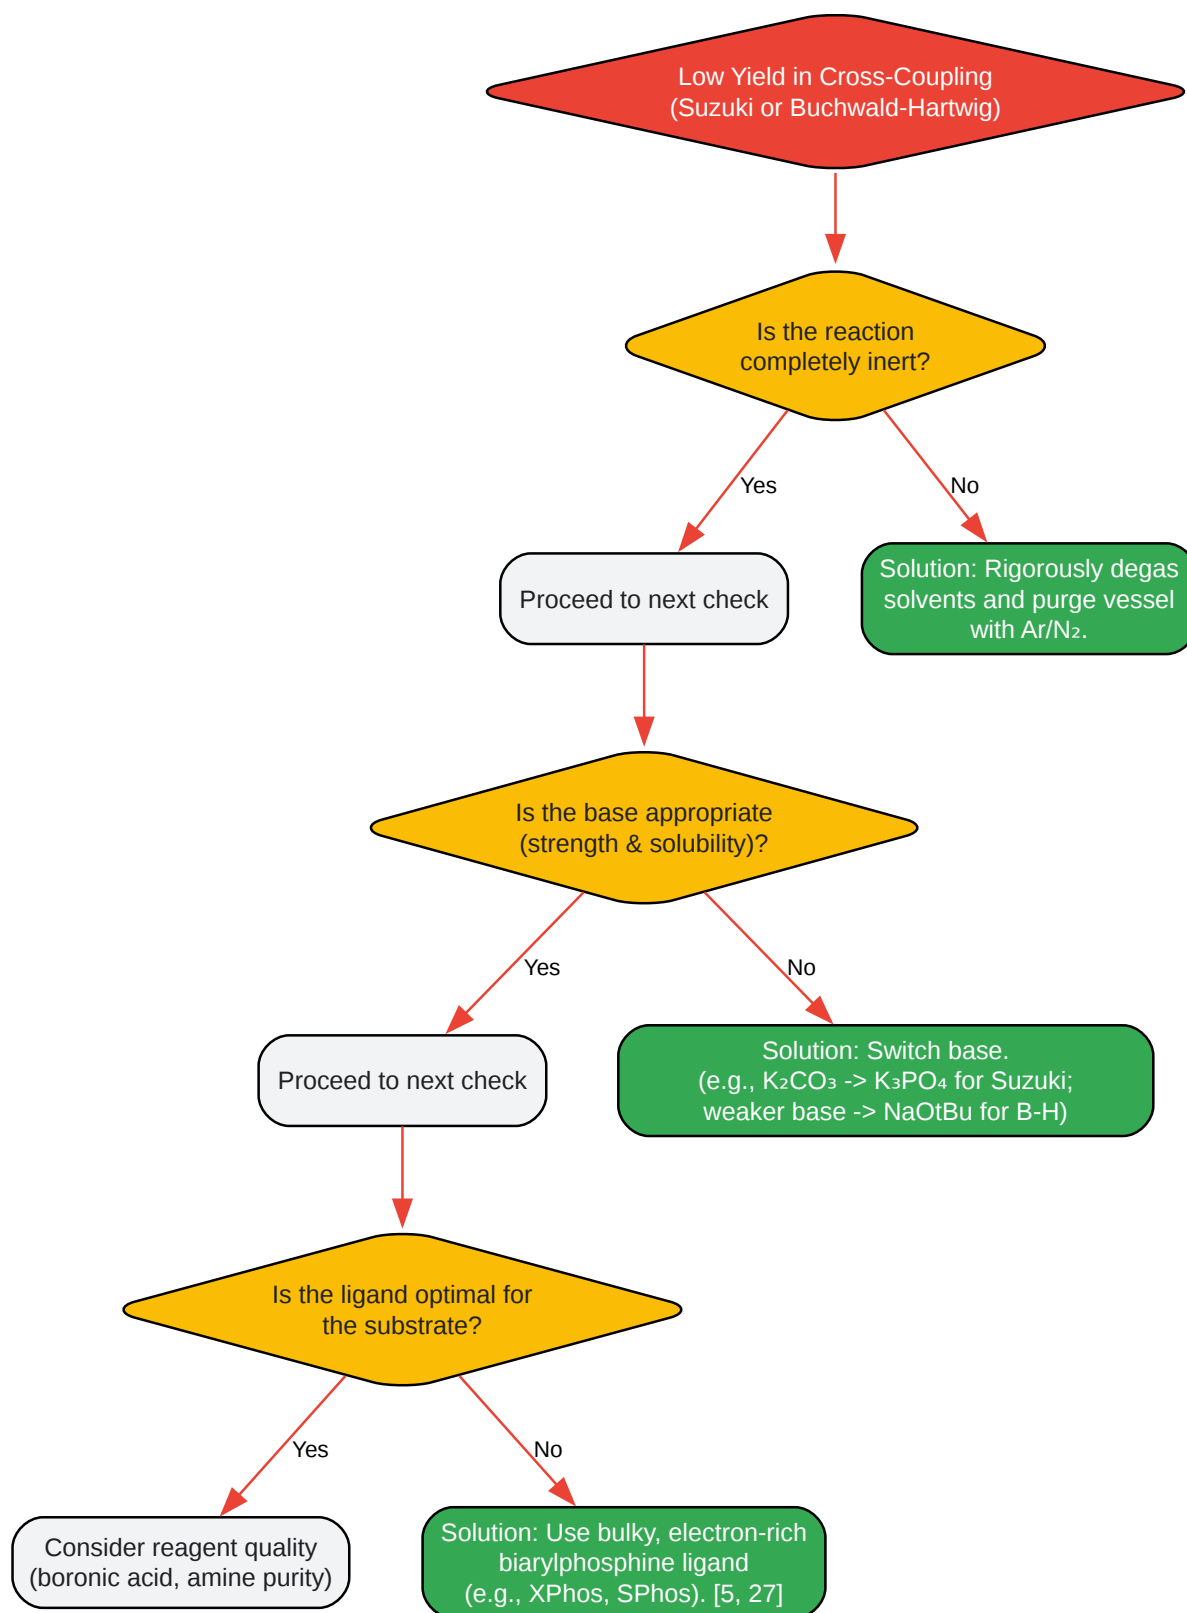 Low Yield in Cross-Coupling
(Suzuki or Buchwald-Hartwig)
Is the reaction
completely inert?
Yes
No
Proceed to next check
Solution: Rigorously degas
solvents and purge vessel
with Ar/N₂.
Is the base appropriate
(strength & solubility)?
Yes
No
Proceed to next check
Solution: Switch base.
(e.g., K₂CO₃ -> K₃PO₄ for Suzuki;
weaker base -> NaOtBu for B-H)
Is the ligand optimal for
the substrate?
Yes
No
Consider reagent quality
(boronic acid, amine purity)
Solution: Use bulky, electron-rich
biarylphosphine ligand
(e.g., XPhos, SPhos). [5, 27]